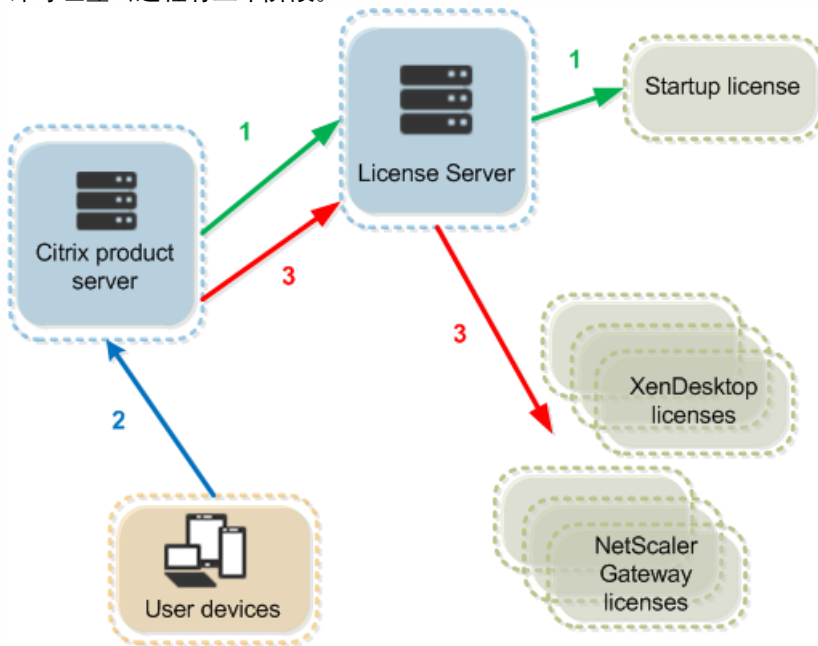 1
Startup license
1
License Server
Citrix product
server
3
3
XenDesktop
licenses
2
NetScaler
Gateway
licenses
User devices